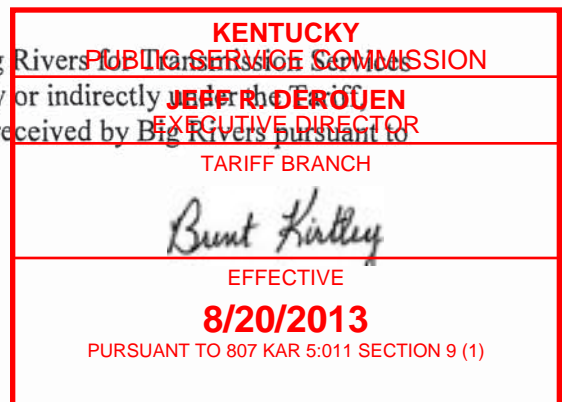 KENTUCKY
g Rivers for Transmission Services
PUBLIC SERVICE COMMISSION
y or indirectly under the Tariff,
JEFF R. DEROUEN
eceived by Big Rivers pursuant to
EXECUTIVE DIRECTOR
TARIFF BRANCH
Brent Kirtley
EFFECTIVE
8/20/2013
PURSUANT TO 807 KAR 5:011 SECTION 9 (1)